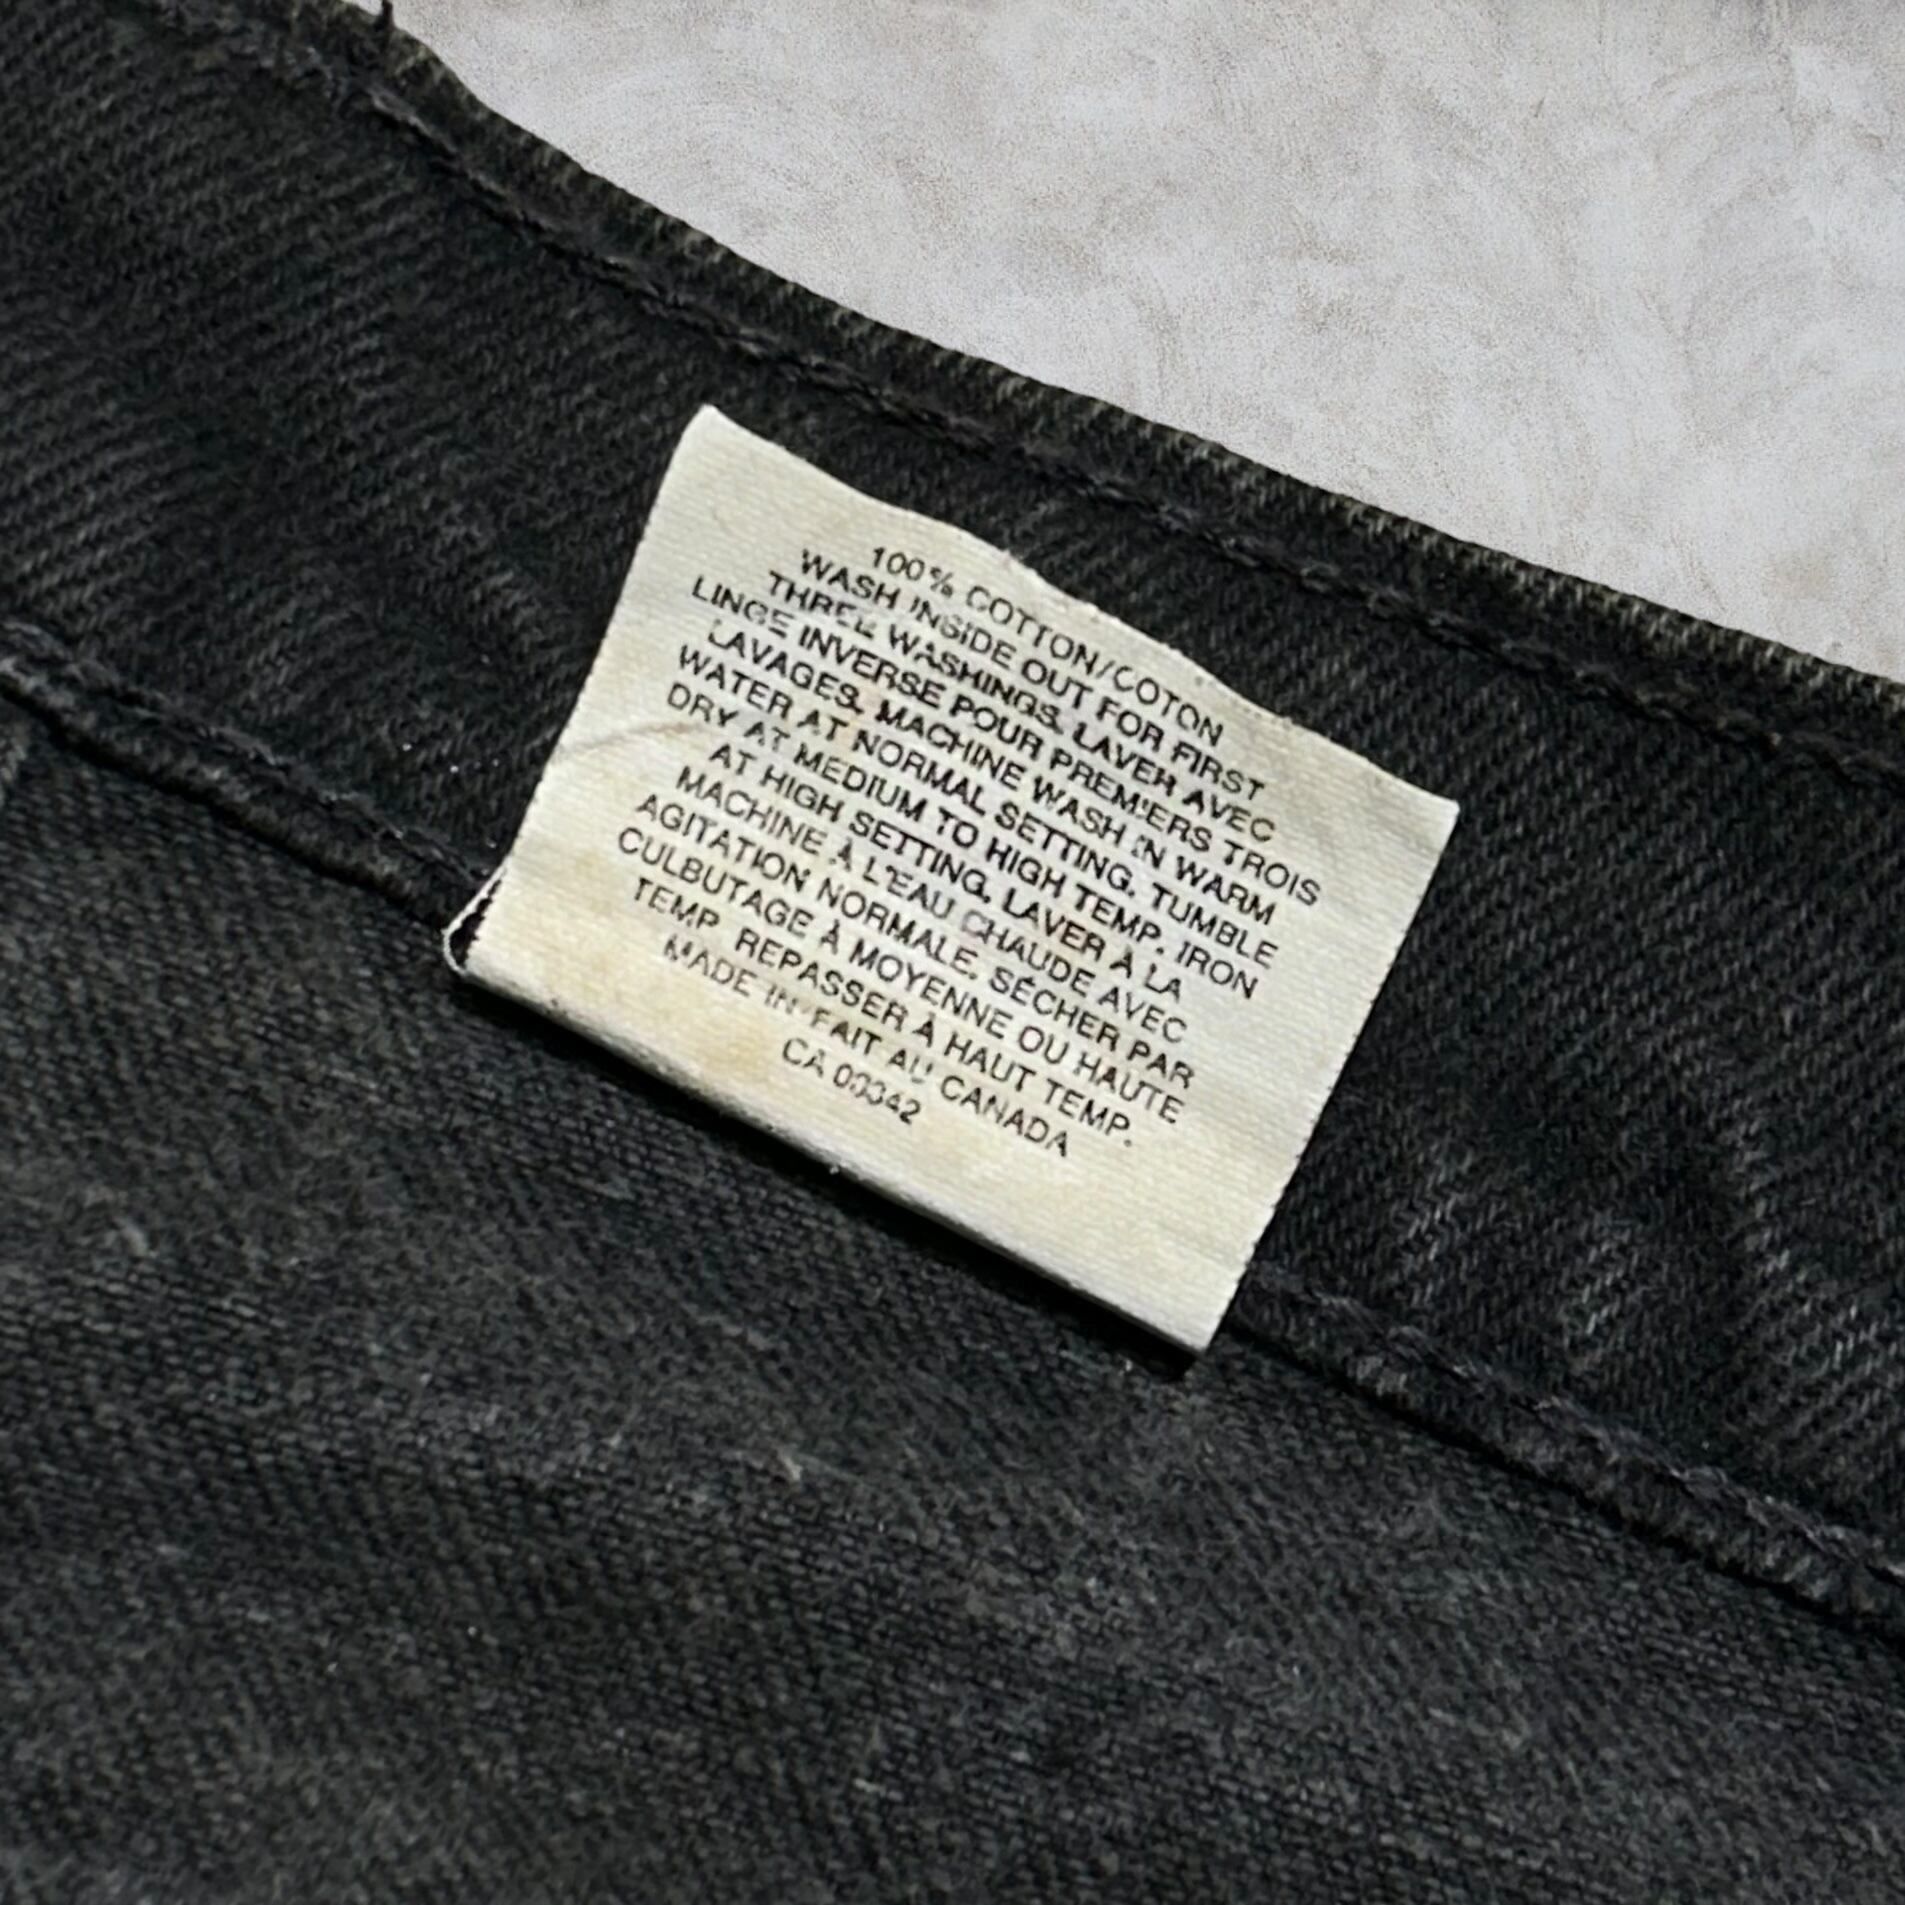 100% COTTON/COTON
WASH INSIDE OUT FOR FIRST
THREE WASHINGS. LAVER AVEC
LINGE INVERSE POUR PREMIERS TROIS
LAVAGES. MACHINE WASH IN WARM
WATER AT NORMAL SETTING. TUMBLE
DRY AT MEDIUM TO HIGH TEMP. IRON
AT HIGH SETTING. LAVER À LA
MACHINE À L'EAU CHAUDE AVEC
AGITATION NORMALE. SÉCHER PAR
CULBUTAGE À MOYENNE OU HAUTE
TEMP. REPASSER À HAUT TEMP.
MADE IN/FAIT AU CANADA
CA 00342